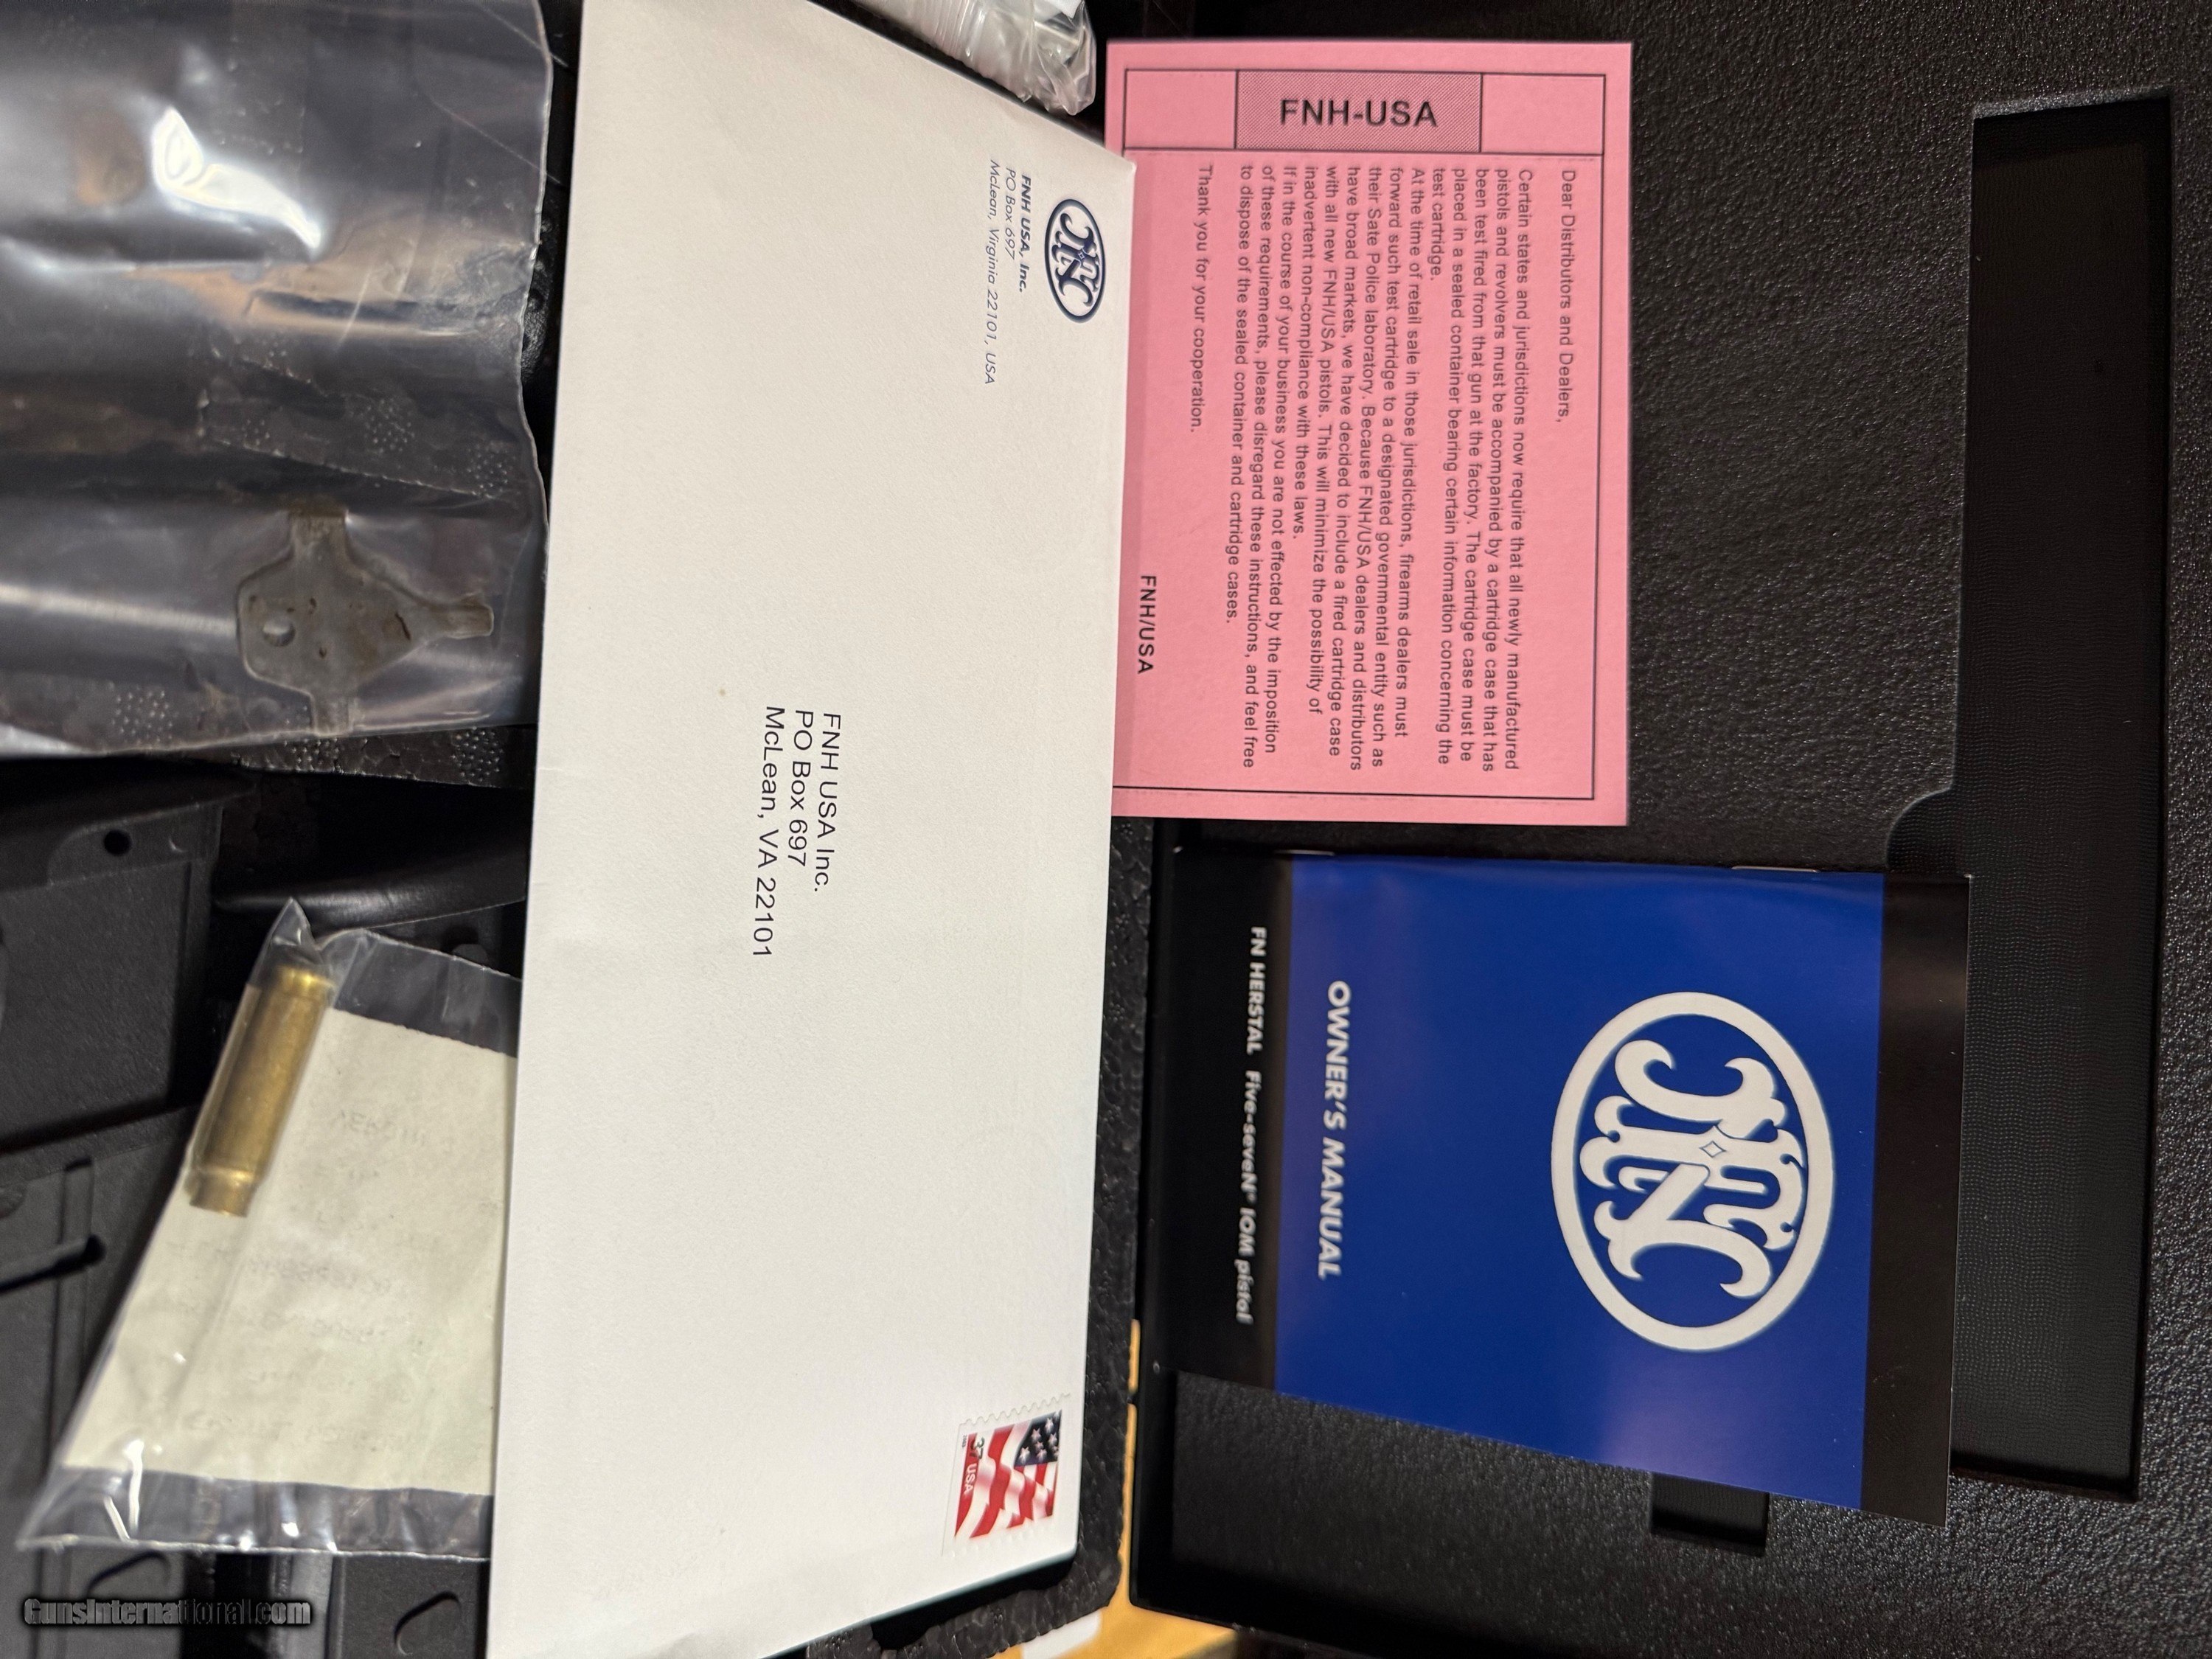 FNH-USA
Dear Distributors and Dealers,
Certain states and jurisdictions now require that all newly manufactured
pistols and revolvers must be accompanied by a cartridge case that has
been test fired from that gun at the factory. The cartridge case must be
placed in a sealed container bearing certain information concerning the
test cartridge.
At the time of retail sale in those jurisdictions, firearms dealers must
forward such test cartridge to a designated governmental entity such as
their Sate Police laboratory. Because FNH/USA dealers and distributors
have broad markets, we have decided to include a fired cartridge case
with all new FNH/USA pistols. This will minimize the possibility of
inadvertent non-compliance with these laws.
If in the course of your business you are not effected by the imposition
of these requirements, please disregard these instructions, and feel free
to dispose of the sealed container and cartridge cases.
Thank you for your cooperation.
FNH/USA
FN
FNH USA, Inc.
PO Box 697
McLean, Virginia 22101, USA
FNH USA Inc.
PO Box 697
McLean, VA 22101
37
USA
FN
OWNER'S MANUAL
FN HERSTAL Five-seveN® IOM pistol
GunsInternational.com